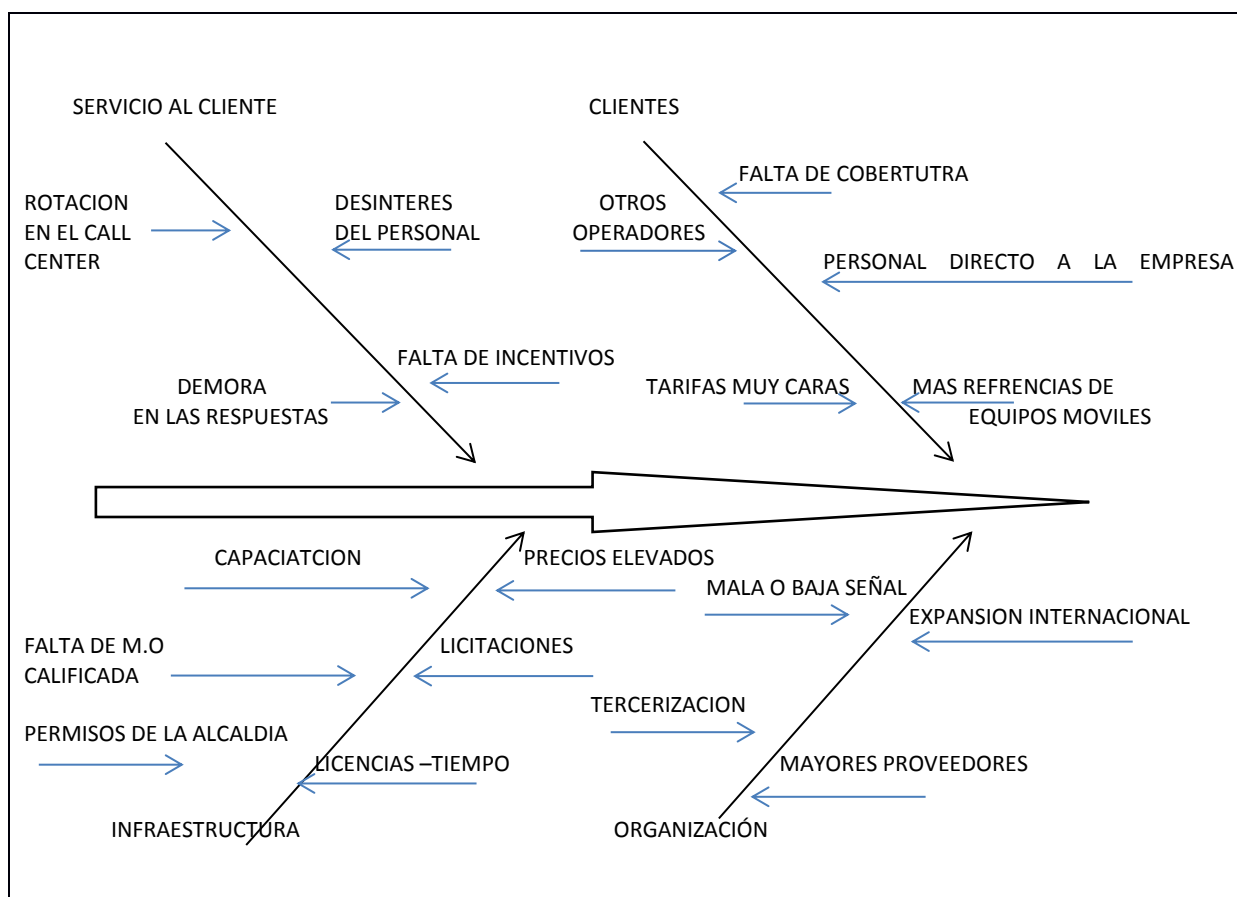 SERVICIO AL CLIENTE
CLIENTES
FALTA DE COBERTUTRA
ROTACION
EN EL CALL
CENTER
DESINTERES
DEL PERSONAL
OTROS
OPERADORES
PERSONAL DIRECTO A LA EMPRESA
FALTA DE INCENTIVOS
DEMORA
EN LAS RESPUESTAS
TARIFAS MUY CARAS
MAS REFRENCIAS DE
EQUIPOS MOVILES
CAPACIATCION
PRECIOS ELEVADOS
MALA O BAJA SEÑAL
EXPANSION INTERNACIONAL
FALTA DE M.O
CALIFICADA
LICITACIONES
TERCERIZACION
PERMISOS DE LA ALCALDIA
LICENCIAS –TIEMPO
MAYORES PROVEEDORES
INFRAESTRUCTURA
ORGANIZACIÓN